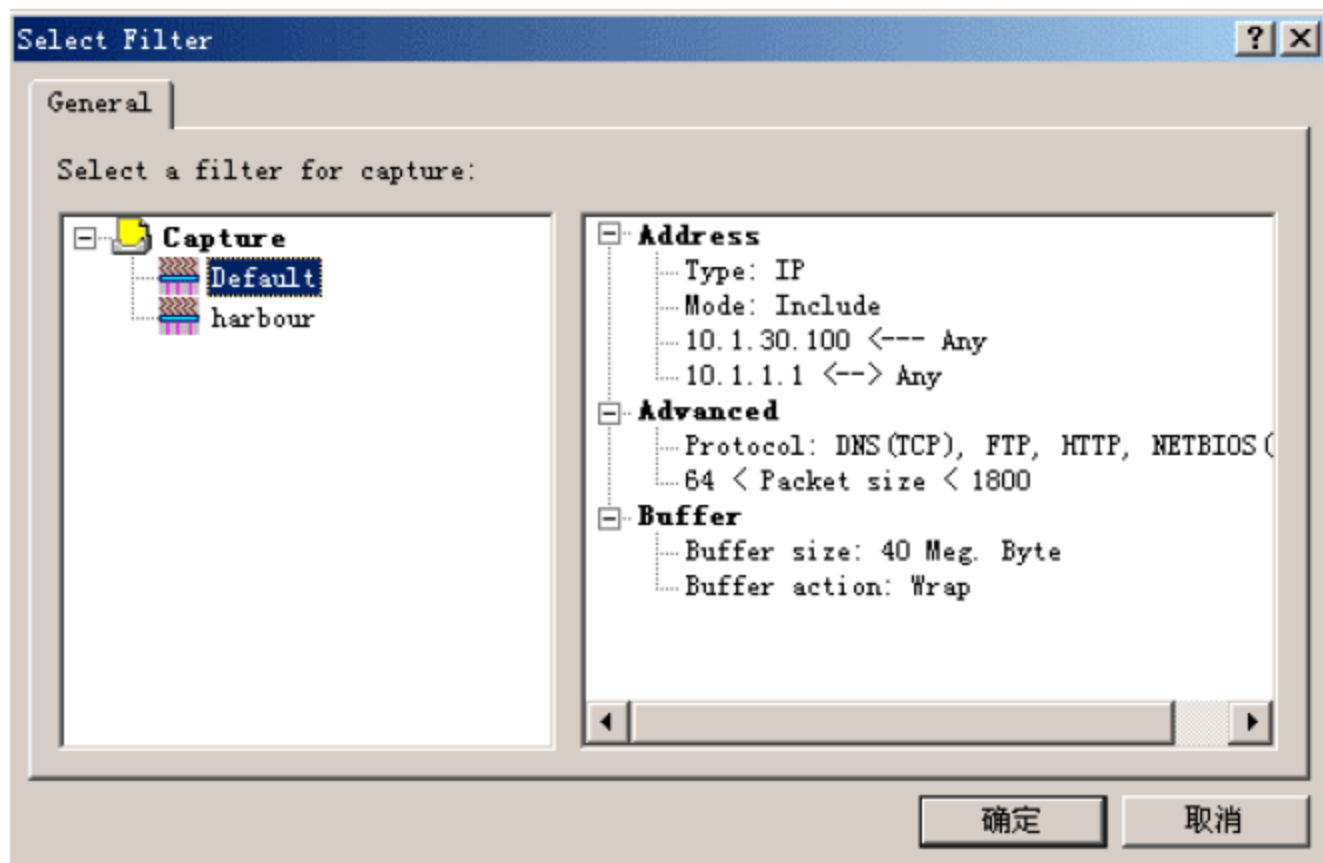 Select Filter
General
Select a filter for capture:
Capture
Default
harbour
Address
Type: IP
Mode: Include
10.1.30.100 <--- Any
10.1.1.1 <--> Any
Advanced
Protocol: DNS(TCP), FTP, HTTP, NETBIOS(
64 < Packet size < 1800
Buffer
Buffer size: 40 Meg. Byte
Buffer action: Wrap
确定 取消